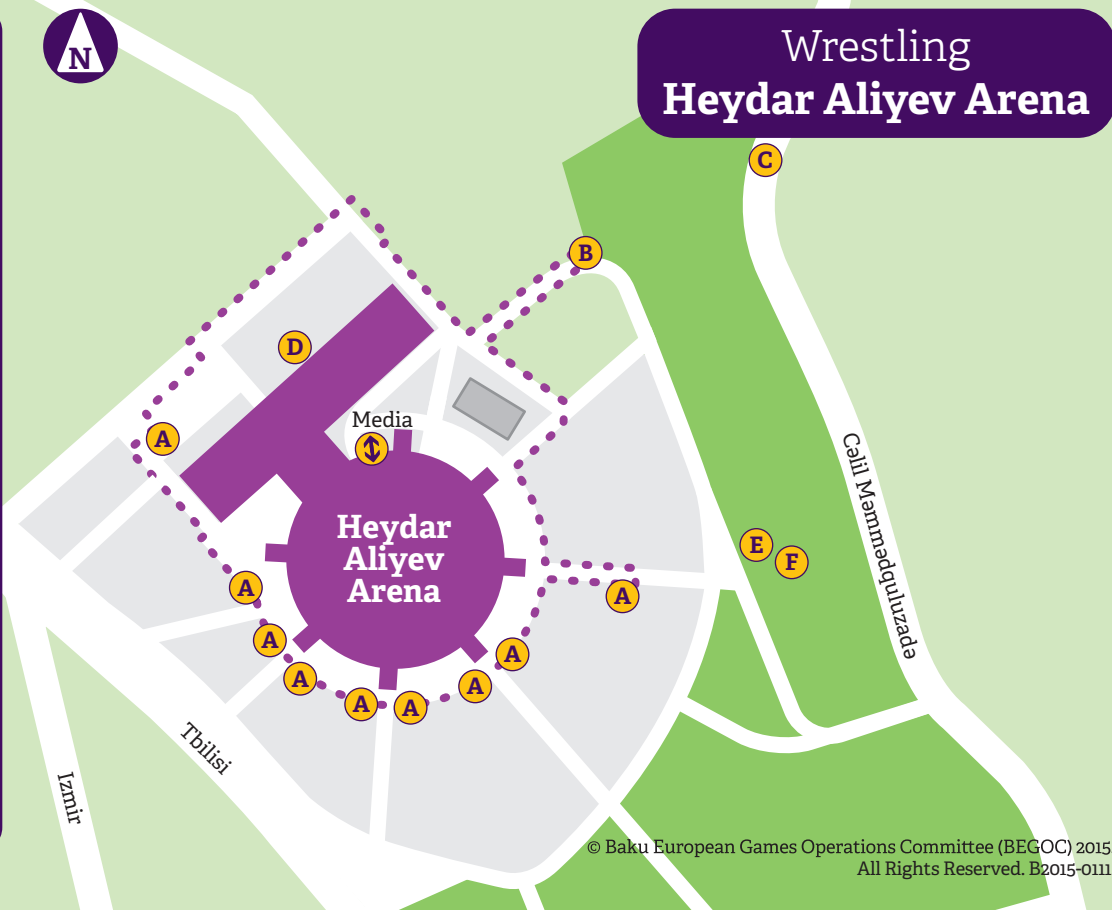 N
Wrestling
Heydar Aliyev Arena
C
B
D
A
Media
Heydar
Aliyev
Arena
Cəlil Məmmədquluzadə
E
F
A
A
A
A
A
A
A
A
A
Tbilisi
Izmir
© Baku European Games Operations Committee (BEGOC) 2015.
All Rights Reserved. B2015-0111